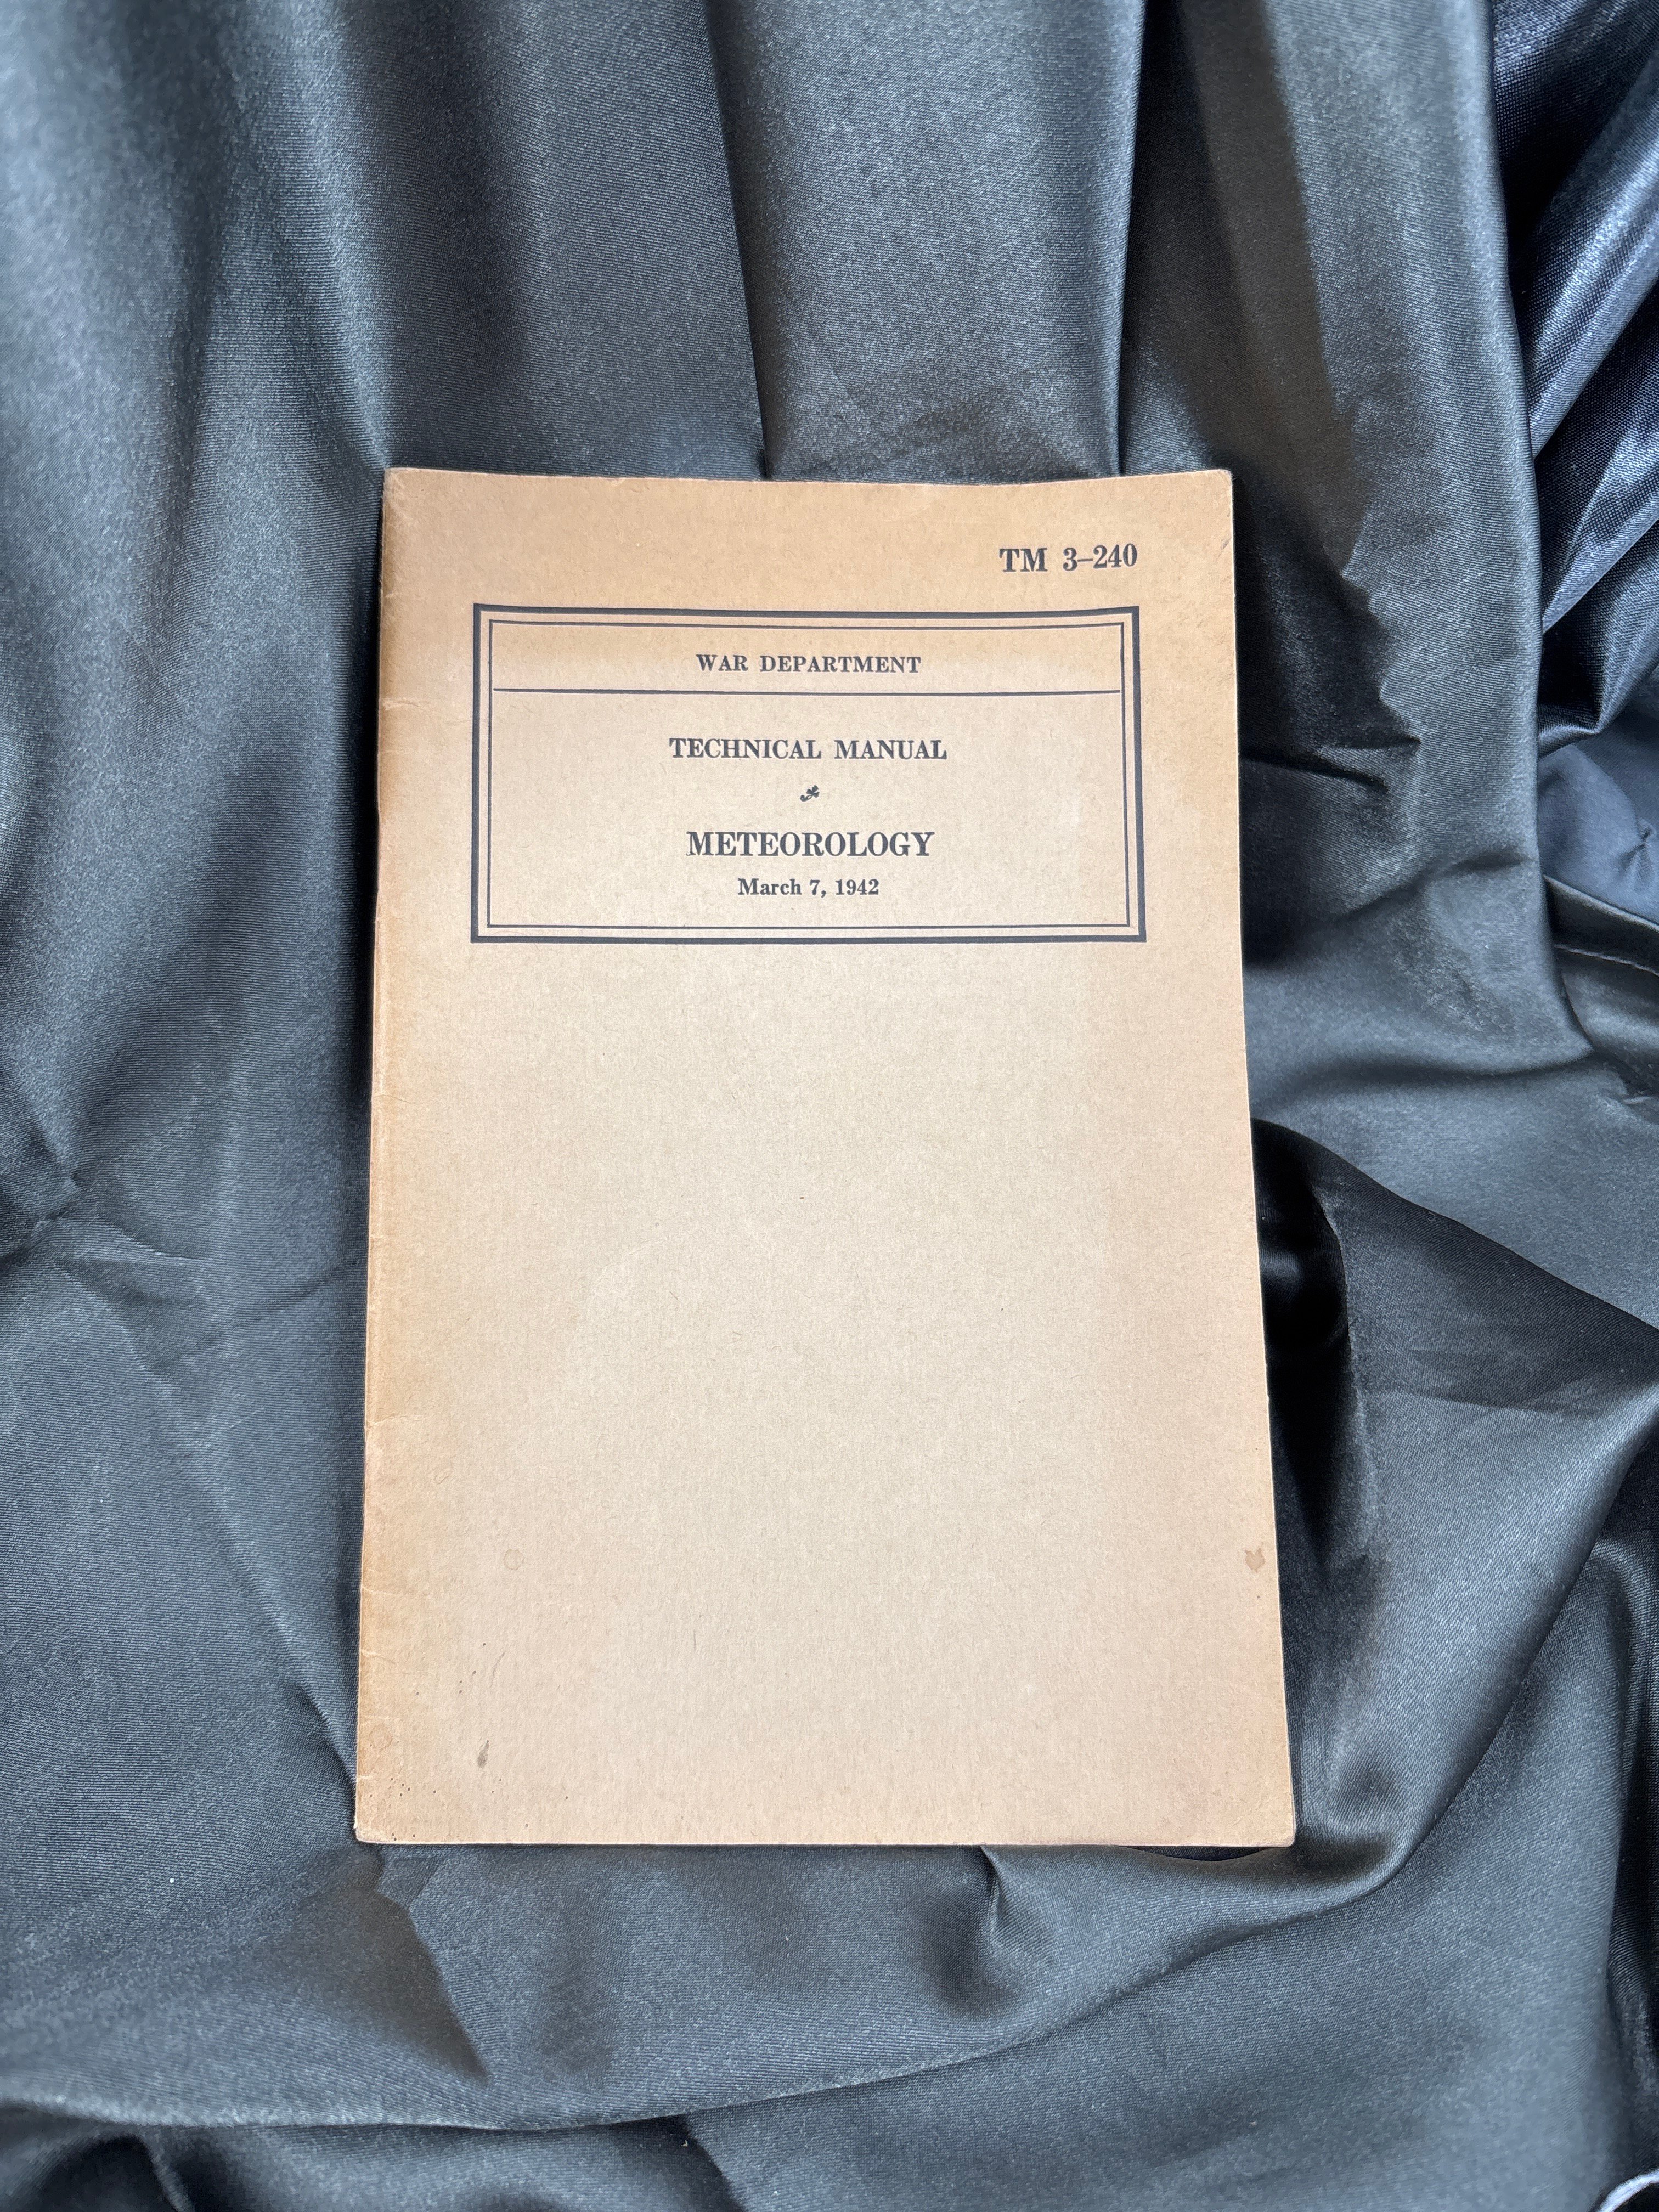 TM 3–240
WAR DEPARTMENT
TECHNICAL MANUAL
METEOROLOGY
March 7, 1942